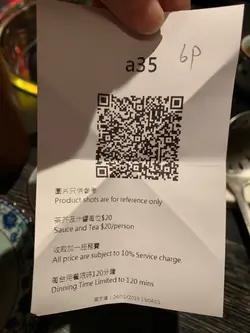 6P
a35
圖片只供參考
Product shots are for reference only
茶芥及汁醬每位$20
Sauce and Tea $20/person
收取加一服務費
All price are subject to 10% Service charge
每台用餐限時120分鐘
Dinning Time Limited to 120 mins